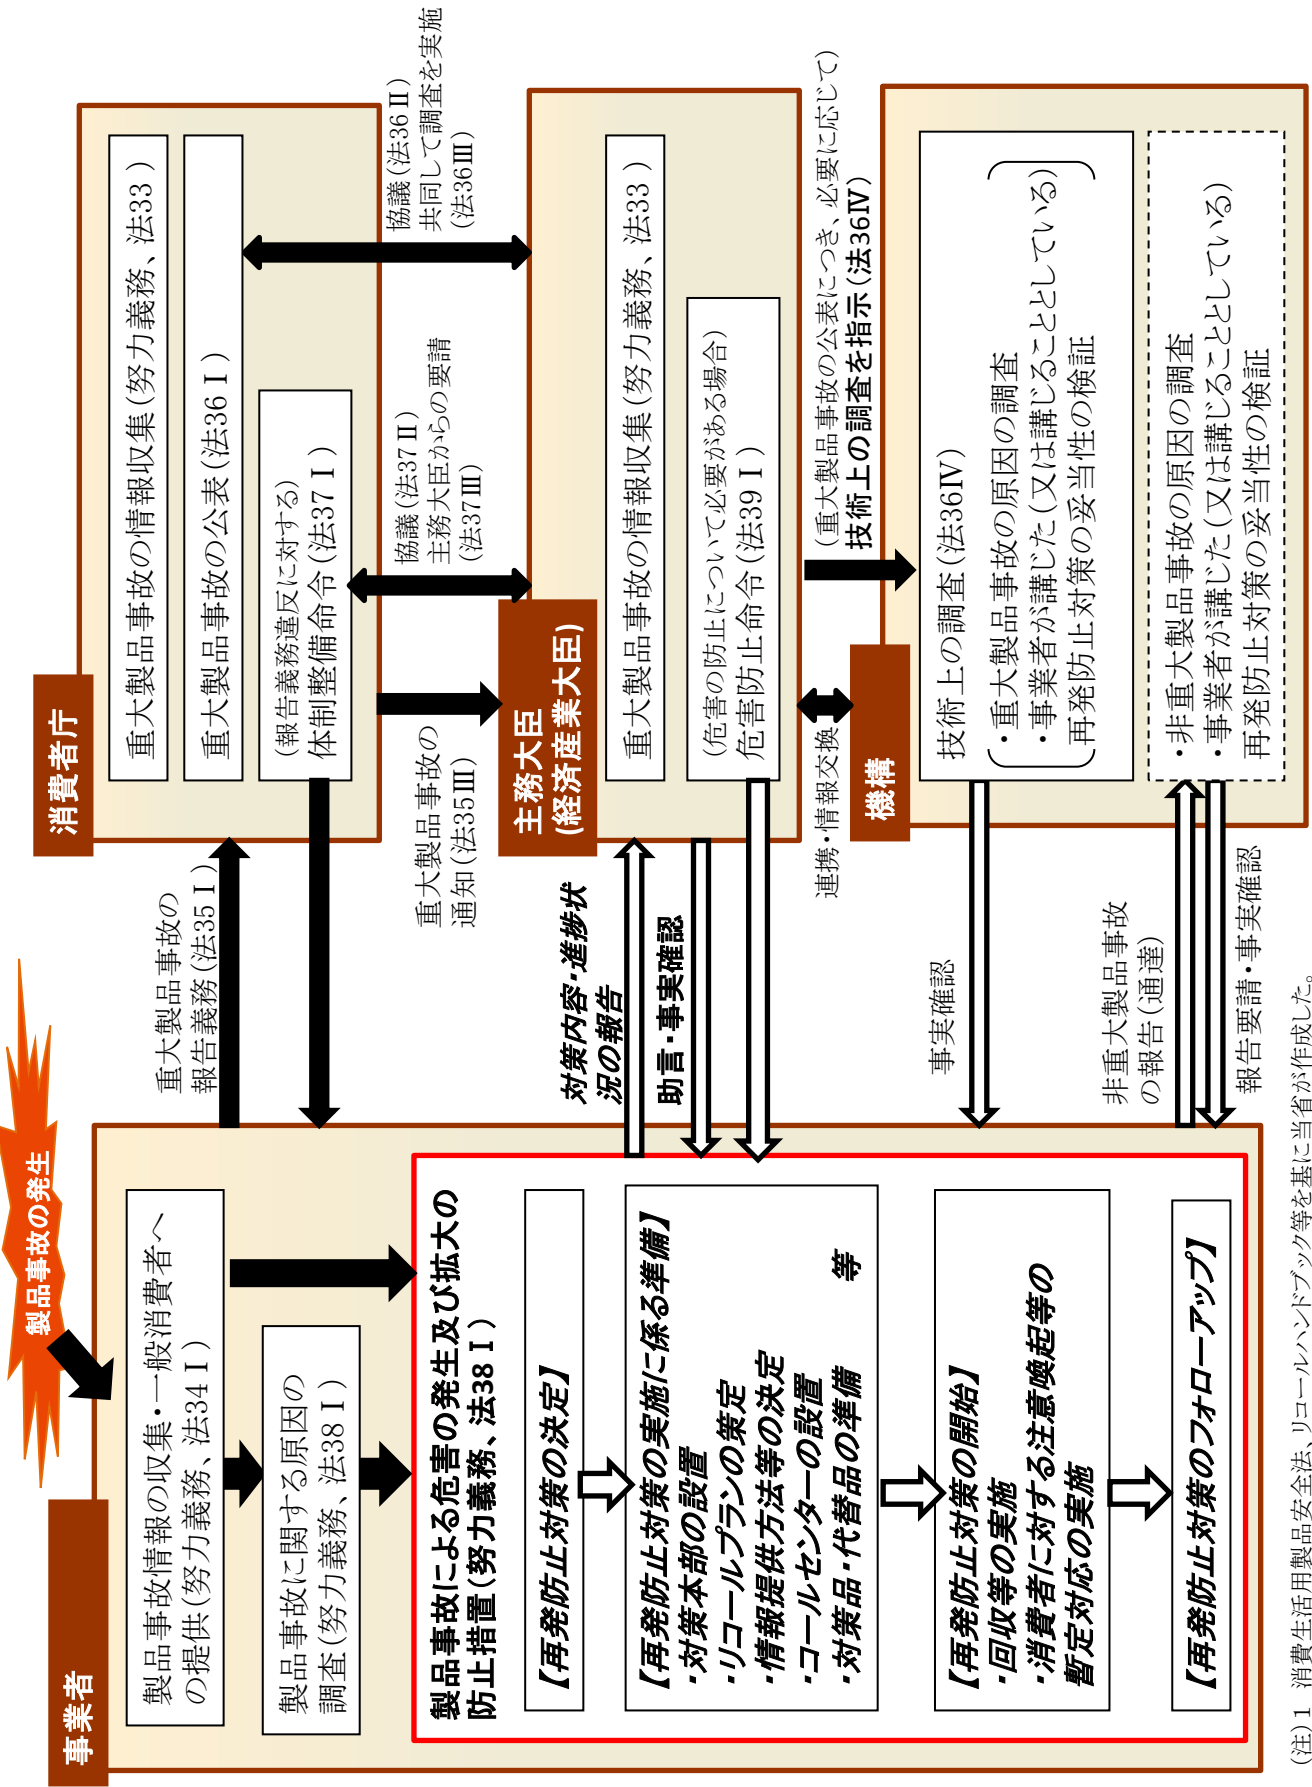 製品事故の発生
事業者
製品事故情報の収集・一般消費者へ
の提供(努力義務、法34Ⅰ)
製品事故に関する原因の
調査(努力義務、法38Ⅰ)
製品事故による危害の発生及び拡大の
防止措置(努力義務、法38Ⅰ)
【再発防止対策の決定】
【再発防止対策の実施に係る準備】
・対策本部の設置
・リコールプランの策定
・情報提供方法等の決定
・コールセンターの設置
・対策品・代替品の準備 等
【再発防止対策の開始】
・回収等の実施
・消費者に対する注意喚起等の
暫定対応の実施
【再発防止対策のフォローアップ】
重大製品事故の
報告義務(法35Ⅰ)
対策内容・進捗状
況の報告
助言・事実確認
事実確認
非重大製品事故
の報告(通達)
報告要請・事実確認
消費者庁
重大製品事故の情報収集(努力義務、法33)
重大製品事故の公表(法36Ⅰ)
(報告義務違反に対する)
体制整備命令(法37Ⅰ)
重大製品事故の
通知(法35Ⅲ)
協議(法37Ⅱ)
主務大臣からの要請
(法37Ⅲ)
協議(法36Ⅱ)
共同して調査を実施
(法36Ⅲ)
主務大臣
(経済産業大臣)
重大製品事故の情報収集(努力義務、法33)
(危害の防止について必要がある場合)
危害防止命令(法39Ⅰ)
連携・情報交換
(重大製品事故の公表につき、必要に応じて)
技術上の調査を指示(法36Ⅳ)
機構
技術上の調査(法36Ⅳ)
・重大製品事故の原因の調査
・事業者が講じた(又は講じることとしている)
再発防止対策の妥当性の検証
・非重大製品事故の原因の調査
・事業者が講じた(又は講じることとしている)
再発防止対策の妥当性の検証
(注)1 消費生活用製品安全法、リコールハンドブック等を基に当省が作成した。